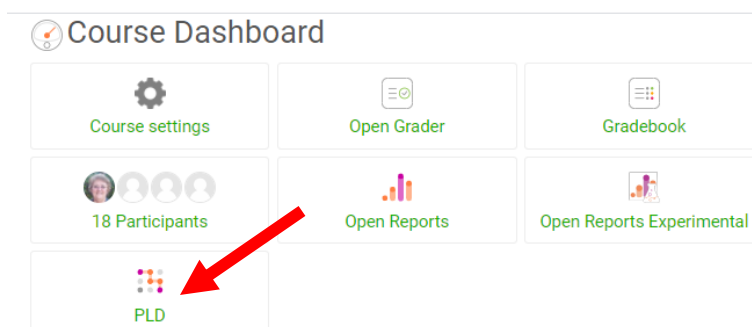 Course Dashboard
Course settings
Open Grader
Gradebook
18 Participants
Open Reports
Open Reports Experimental
PLD